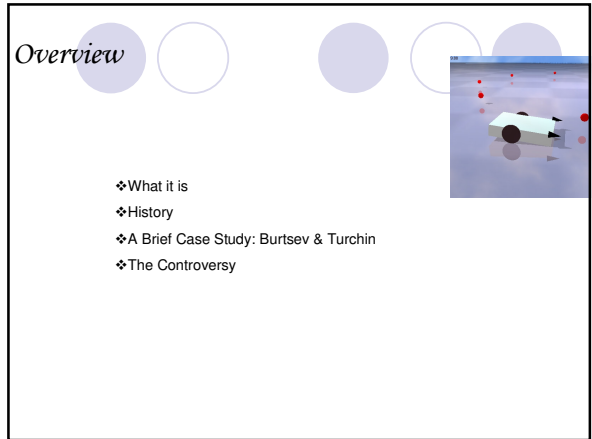 Overview
❖What it is
❖History
❖A Brief Case Study: Burtsev & Turchin
❖The Controversy